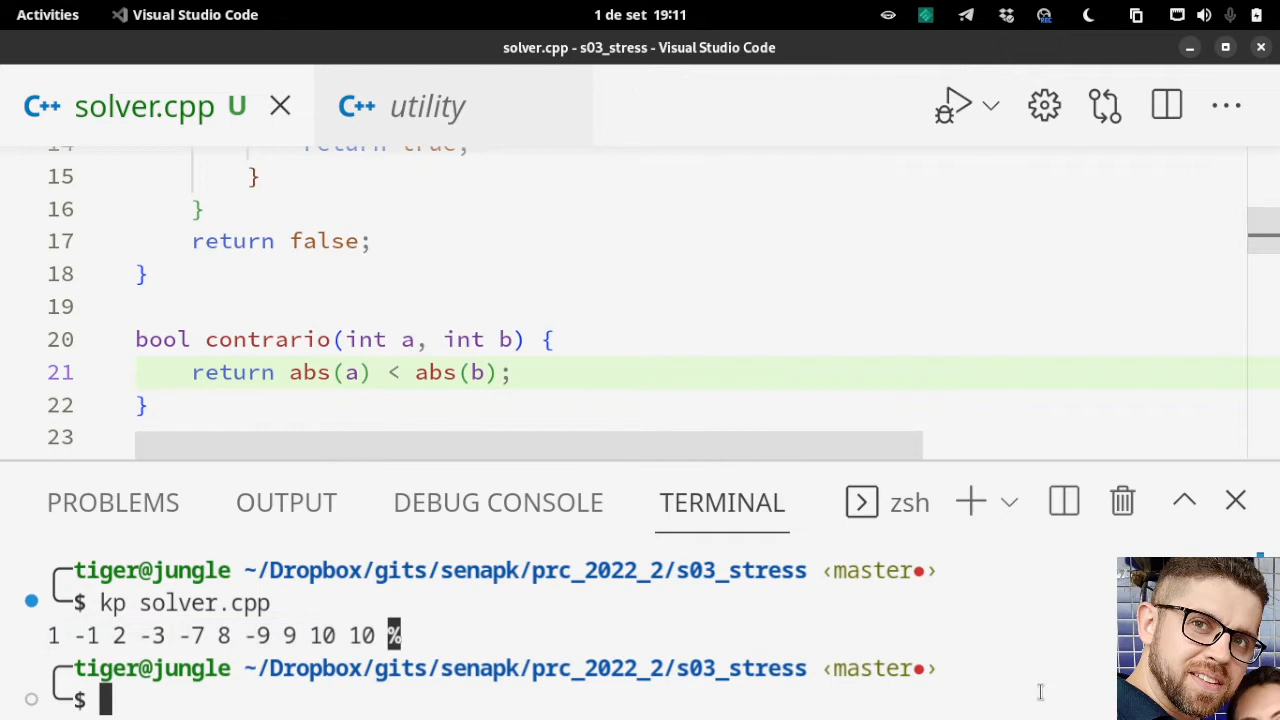 Activities Visual Studio Code 1 de set 19:11
solver.cpp - s03_stress - Visual Studio Code
C++ solver.cpp U C++ utility
14 return true;
15 }
16 }
17 return false;
18 }
19
20 bool contrario(int a, int b) {
21 return abs(a) < abs(b);
22 }
23
PROBLEMS OUTPUT DEBUG CONSOLE TERMINAL zsh
tiger@jungle ~/Dropbox/gits/senapk/prc_2022_2/s03_stress ‹master●›
$ kp solver.cpp
1 -1 2 -3 -7 8 -9 9 10 10 %
tiger@jungle ~/Dropbox/gits/senapk/prc_2022_2/s03_stress ‹master●›
$